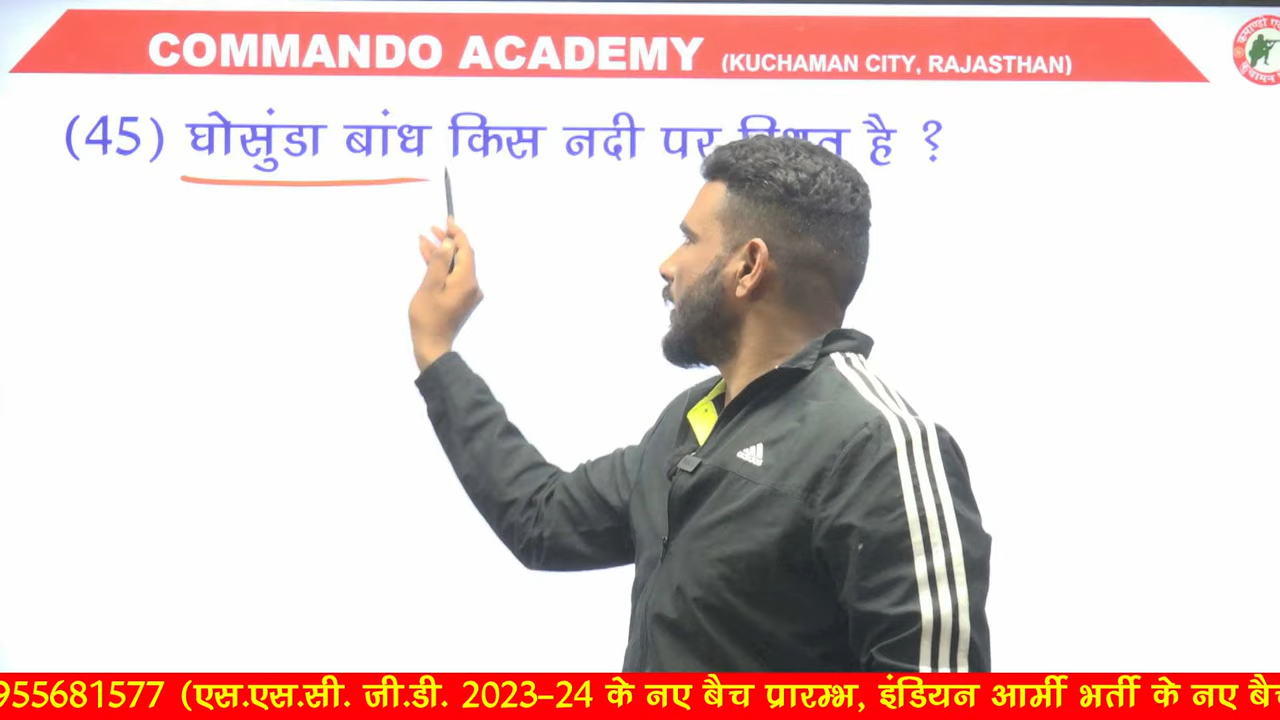 COMMANDO ACADEMY (KUCHAMAN CITY, RAJASTHAN)
(45) घोसुंडा बांध किस नदी पर है ?
955681577 (एस.एस.सी. जी.डी. 2023-24 के नए बैच प्रारम्भ, इंडियन आर्मी भर्ती के नए बैच